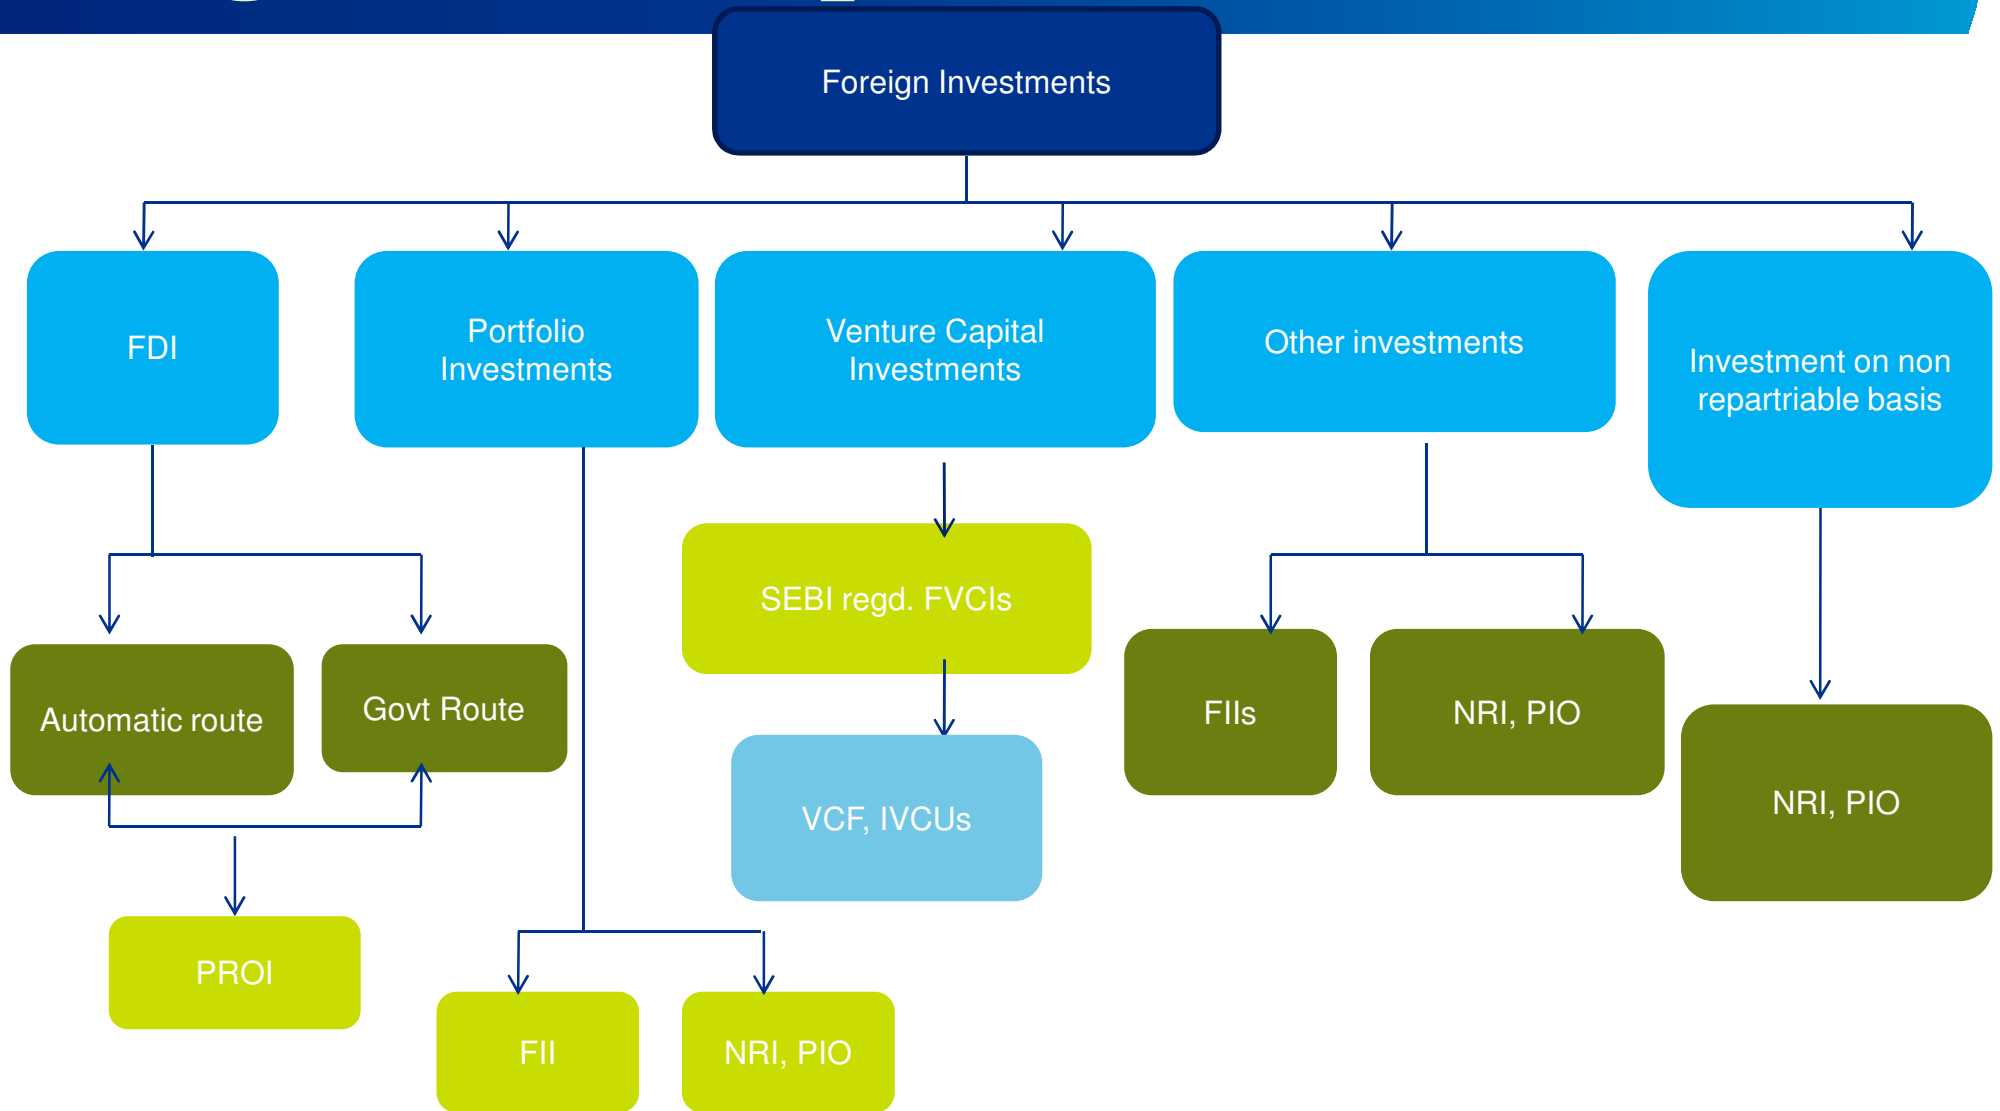 Foreign Investments
FDI
Portfolio
Investments
Venture Capital
Investments
Other investments
Investment on non
repartriable basis
SEBI regd. FVCIs
Automatic route
Govt Route
FIIs
NRI, PIO
NRI, PIO
VCF, IVCUs
PROI
FII
NRI, PIO